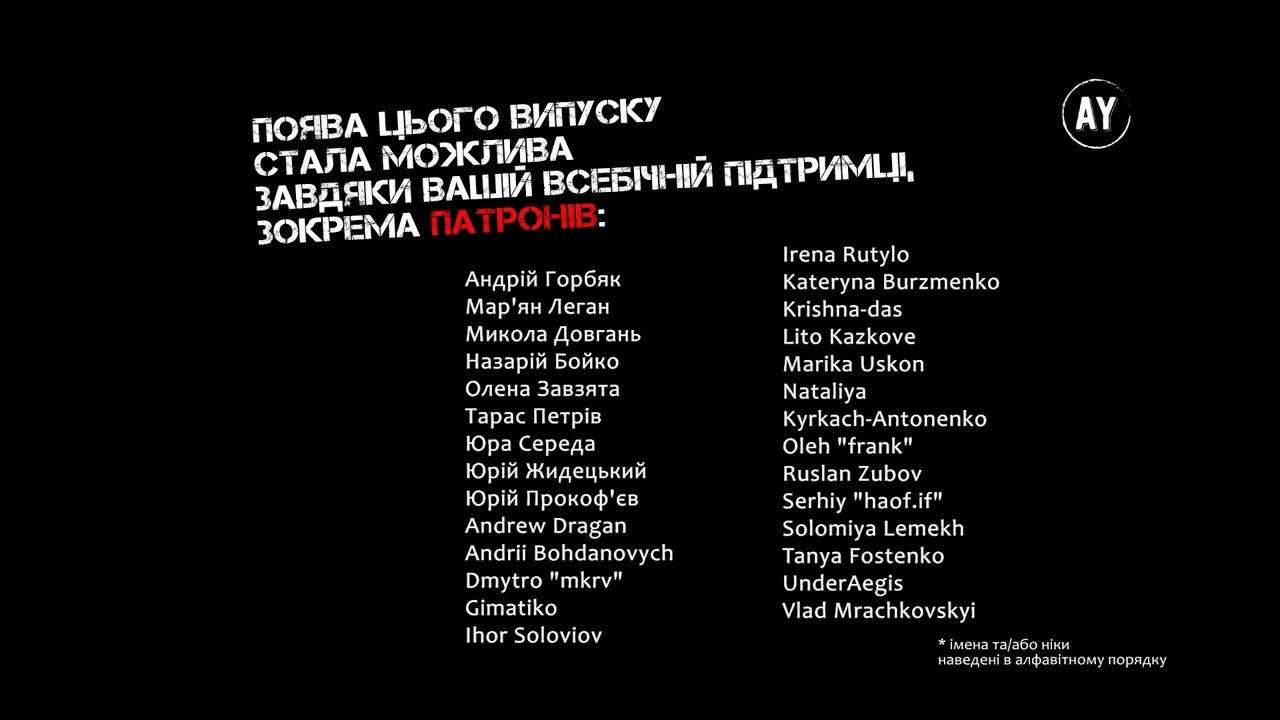 ПОЯВА ЦЬОГО ВИПУСКУ
СТАЛА МОЖЛИВА
ЗАВДЯКИ ВАШІЙ ВСЕБІЧНІЙ ПІДТРИМЦІ,
ЗОКРЕМА ПАТРОНІВ:
AY
Андрій Горбяк
Мар'ян Леган
Микола Довгань
Назарій Бойко
Олена Завзята
Тарас Петрів
Юра Середа
Юрій Жидецький
Юрій Прокоф'єв
Andrew Dragan
Andrii Bohdanovych
Dmytro "mkrv"
Gimatiko
Ihor Soloviov
Irena Rutylo
Kateryna Burzmenko
Krishna-das
Lito Kazkove
Marika Uskon
Nataliya
Kyrkach-Antonenko
Oleh "frank"
Ruslan Zubov
Serhiy "haof.if"
Solomiya Lemekh
Tanya Fostenko
UnderAegis
Vlad Mrachkovskyi
* імена та/або ніки
наведені в алфавітному порядку